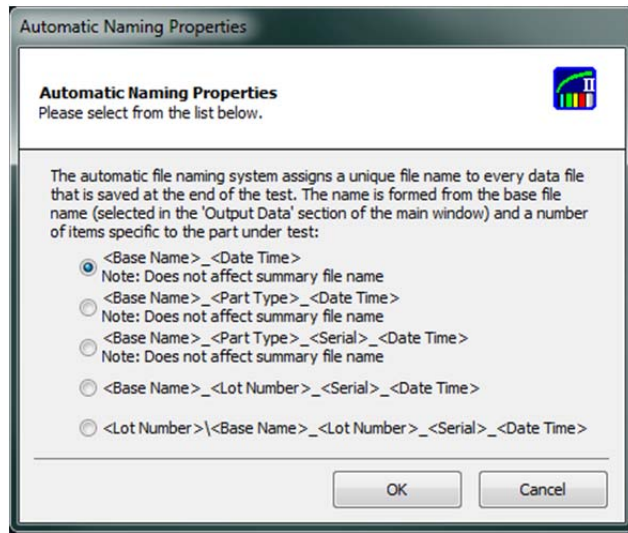 Automatic Naming Properties
Automatic Naming Properties
Please select from the list below.
II
The automatic file naming system assigns a unique file name to every data file
that is saved at the end of the test. The name is formed from the base file
name (selected in the 'Output Data' section of the main window) and a number
of items specific to the part under test:
<Base Name>_<Date Time>
Note: Does not affect summary file name
<Base Name>_<Part Type>_<Date Time>
Note: Does not affect summary file name
<Base Name>_<Part Type>_<Serial>_<Date Time>
Note: Does not affect summary file name
<Base Name>_<Lot Number>_<Serial>_<Date Time>
<Lot Number>\<Base Name>_<Lot Number>_<Serial>_<Date Time>
OK Cancel